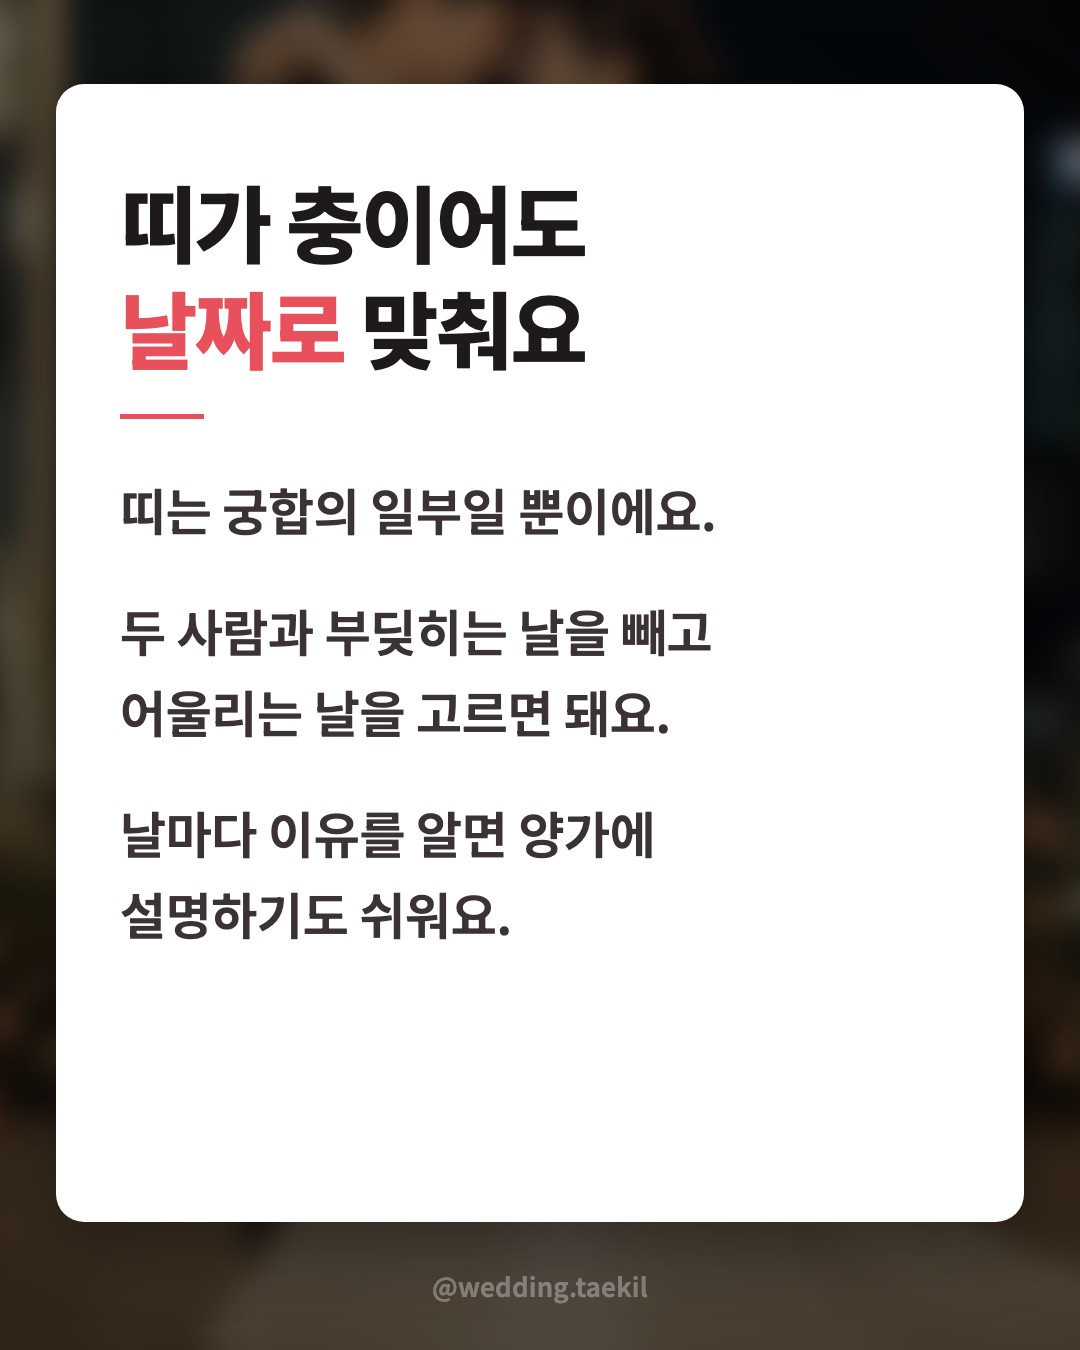 띠가 충이어도
날짜로 맞춰요
띠는 궁합의 일부일 뿐이에요.
두 사람과 부딪히는 날을 빼고
어울리는 날을 고르면 돼요.
날마다 이유를 알면 양가에
설명하기도 쉬워요.
@wedding.taekil